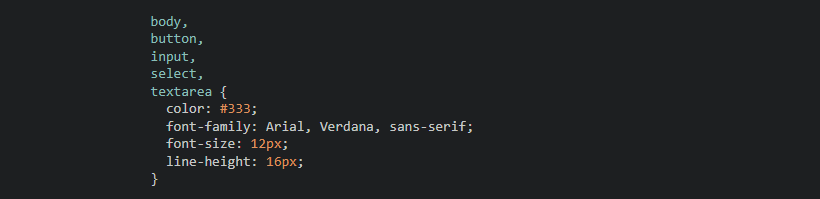 body,
button,
input,
select,
textarea {
  color: #333;
  font-family: Arial, Verdana, sans-serif;
  font-size: 12px;
  line-height: 16px;
}